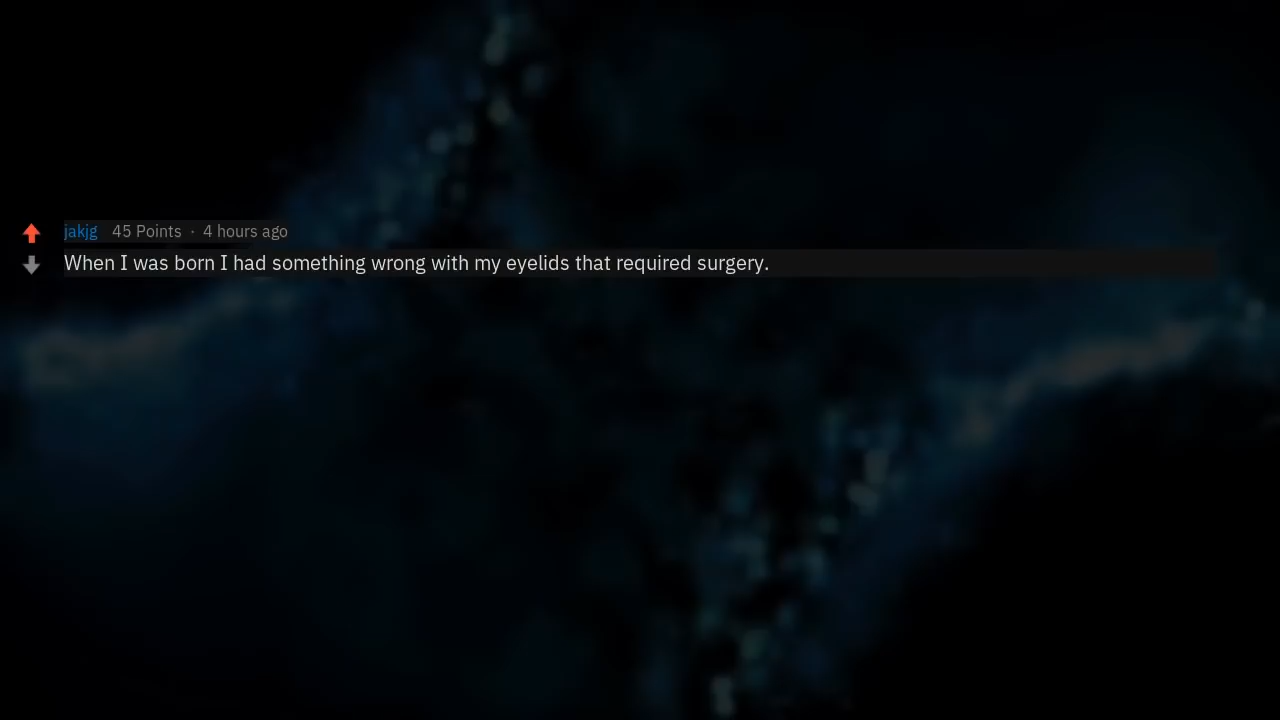 jakjg 45 Points · 4 hours ago
When I was born I had something wrong with my eyelids that required surgery.